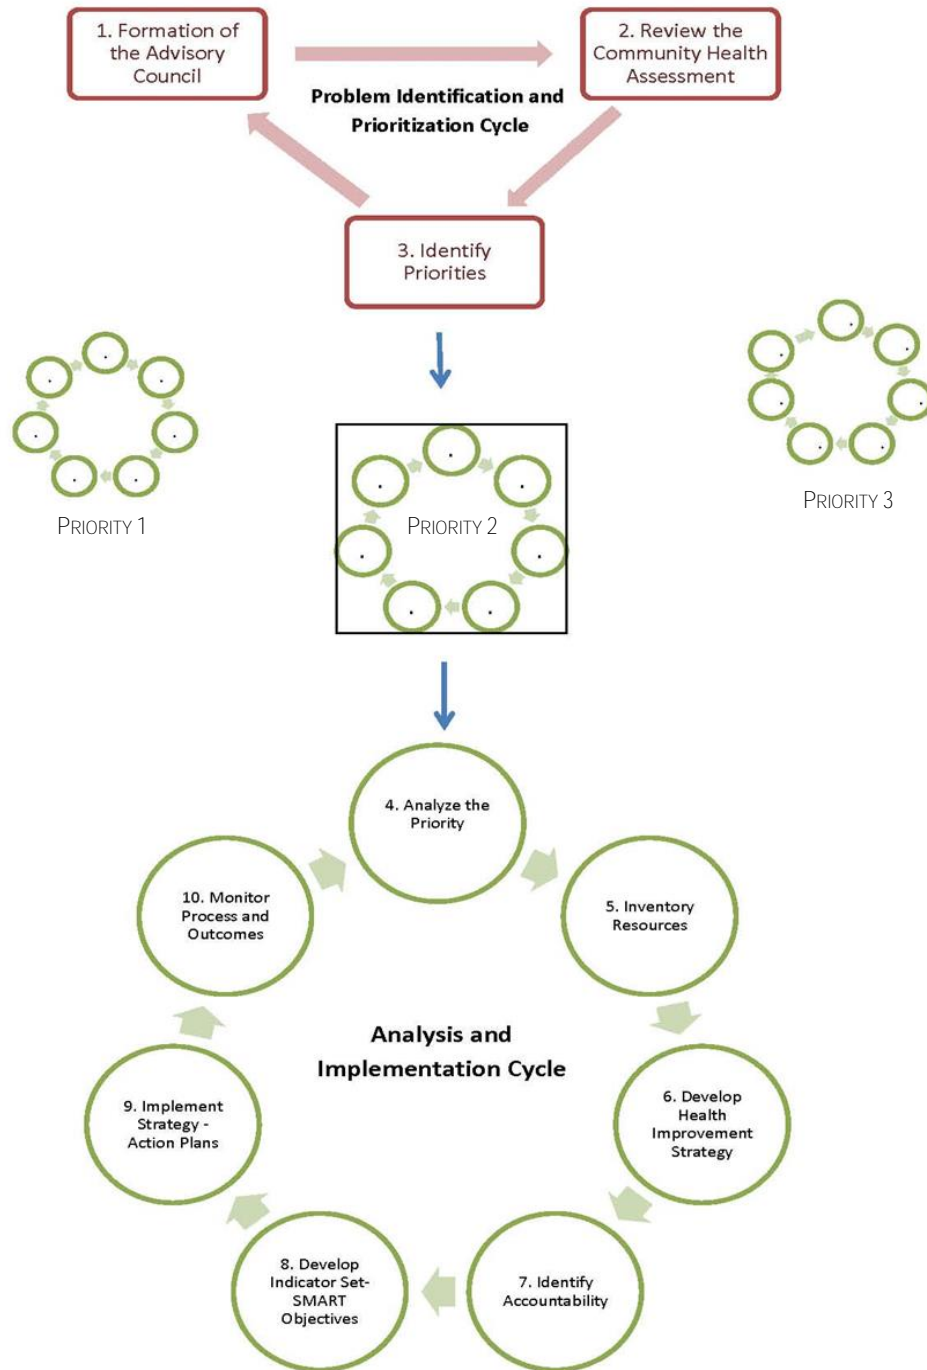 1. Formation of
the Advisory
Council
2. Review the
Community Health
Assessment
Problem Identification and
Prioritization Cycle
3. Identify
Priorities
PRIORITY 1
PRIORITY 2
PRIORITY 3
4. Analyze the
Priority
10. Monitor
Process and
Outcomes
5. Inventory
Resources
Analysis and
Implementation Cycle
9. Implement
Strategy -
Action Plans
6. Develop
Health
Improvement
Strategy
8. Develop
Indicator Set-
SMART
Objectives
7. Identify
Accountability